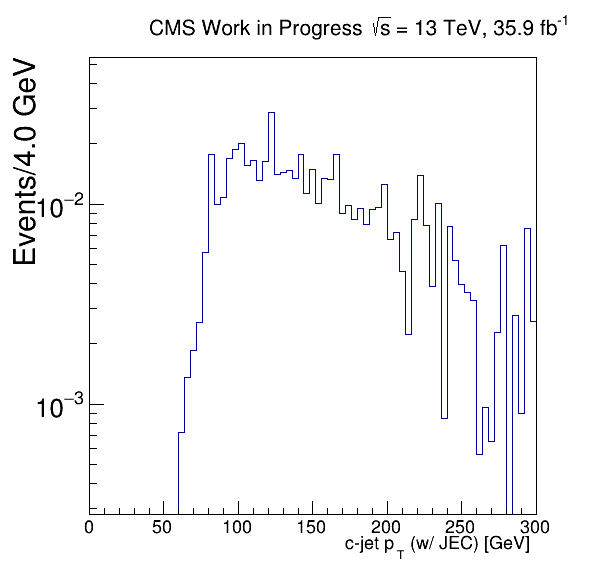 CMS Work in Progress √s = 13 TeV, 35.9 fb⁻¹
Events/4.0 GeV
10⁻²
10⁻³
0 50 100 150 200 250 300
c-jet p_T (w/ JEC) [GeV]